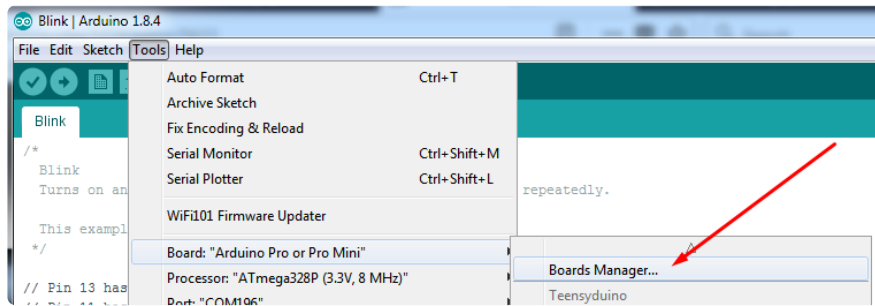 Blink | Arduino 1.8.4
File Edit Sketch Tools Help
Auto Format Ctrl+T
Archive Sketch
Fix Encoding & Reload
Serial Monitor Ctrl+Shift+M
Serial Plotter Ctrl+Shift+L
WiFi101 Firmware Updater
Board: "Arduino Pro or Pro Mini"
Processor: "ATmega328P (3.3V, 8 MHz)"
Port: "COM196"
Boards Manager...
Teensyduino
Blink
/*
Blink
Turns on an repeatedly.
This exampl
*/
// Pin 13 has
// Pin 11 has